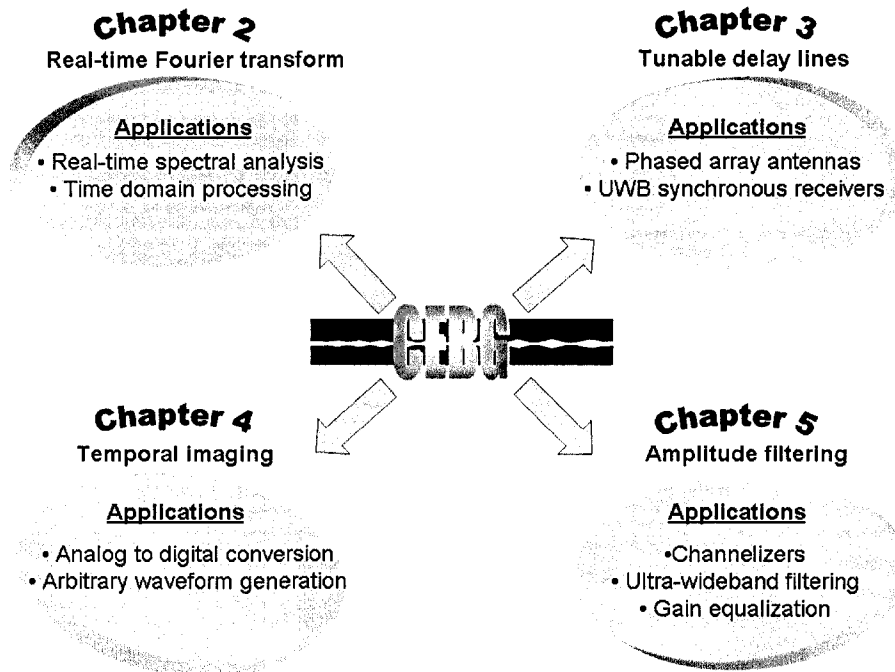 Chapter 2
Real-time Fourier transform
Applications
• Real-time spectral analysis
• Time domain processing
Chapter 3
Tunable delay lines
Applications
• Phased array antennas
• UWB synchronous receivers
CEBG
Chapter 4
Temporal imaging
Applications
• Analog to digital conversion
• Arbitrary waveform generation
Chapter 5
Amplitude filtering
Applications
•Channelizers
• Ultra-wideband filtering
• Gain equalization